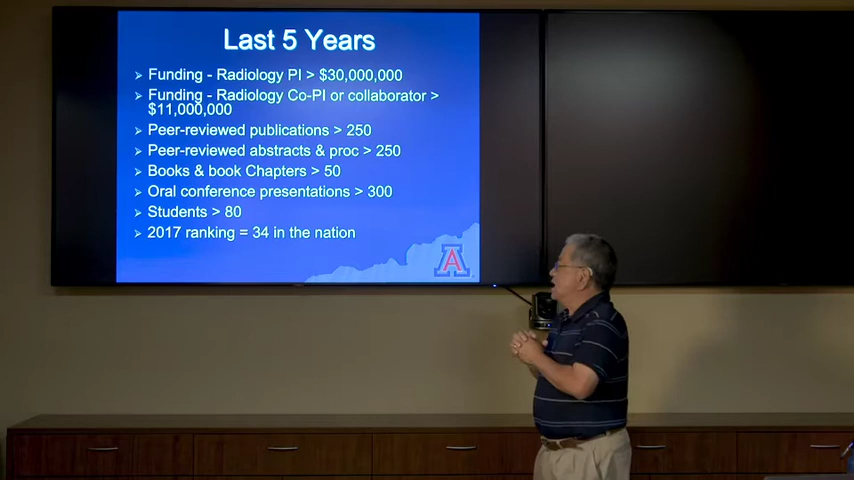 Last 5 Years
Funding - Radiology PI > $30,000,000
Funding - Radiology Co-PI or collaborator >
$11,000,000
Peer-reviewed publications > 250
Peer-reviewed abstracts & proc > 250
Books & book Chapters > 50
Oral conference presentations > 300
Students > 80
2017 ranking = 34 in the nation
A